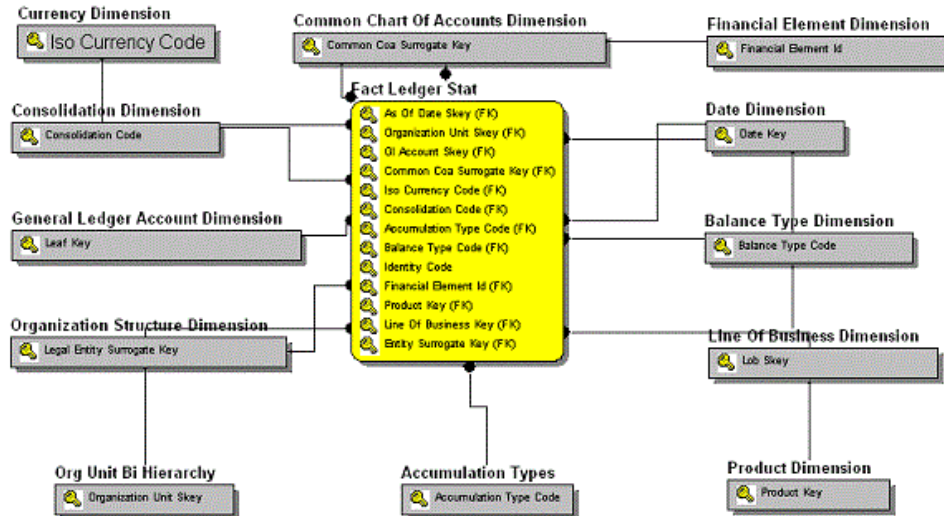 Currency Dimension
Iso Currency Code
Common Chart Of Accounts Dimension
Common Coa Surrogate Key
Financial Element Dimension
Financial Element Id
Consolidation Dimension
Consolidation Code
General Ledger Account Dimension
Leaf Key
Organization Structure Dimension
Legal Entity Surrogate Key
Org Unit Bi Hierarchy
Organization Unit Skey
Fact Ledger Stat
As Of Date Skey (FK)
Organization Unit Skey (FK)
Gl Account Skey (FK)
Common Coa Surrogate Key (FK)
Iso Currency Code (FK)
Consolidation Code (FK)
Accumulation Type Code (FK)
Balance Type Code (FK)
Identity Code
Financial Element Id (FK)
Product Key (FK)
Line Of Business Key (FK)
Entity Surrogate Key (FK)
Accumulation Types
Accumulation Type Code
Date Dimension
Date Key
Balance Type Dimension
Balance Type Code
Line Of Business Dimension
Lob Skey
Product Dimension
Product Key